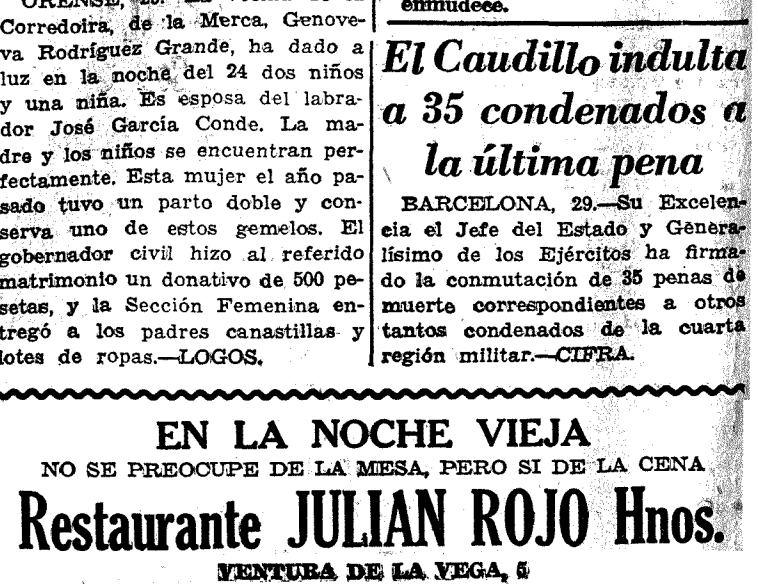 ORENSE, 29.
Corredoira, de la Merca, Genove-
va Rodríguez Grande, ha dado a
luz en la noche del 24 dos niños
y una niña. Es esposa del labra-
dor José García Conde. La ma-
dre y los niños se encuentran per-
fectamente. Esta mujer el año pa-
sado tuvo un parto doble y con-
serva uno de estos gemelos. El
gobernador civil hizo al referido
matrimonio un donativo de 500 pe-
setas, y la Sección Femenina en-
tregó a los padres canastillas y
lotes de ropas.—LOGOS.
enmudece.
El Caudillo indulta
a 35 condenados a
la última pena
BARCELONA, 29.—Su Excelen-
cia el Jefe del Estado y Genera-
lísimo de los Ejércitos ha firma-
do la conmutación de 35 penas de
muerte correspondientes a otros
tantos condenados de la cuarta
región militar.—CIFRA.
EN LA NOCHE VIEJA
NO SE PREOCUPE DE LA MESA, PERO SI DE LA CENA
Restaurante JULIAN ROJO Hnos.
VENTURA DE LA VEGA, 5